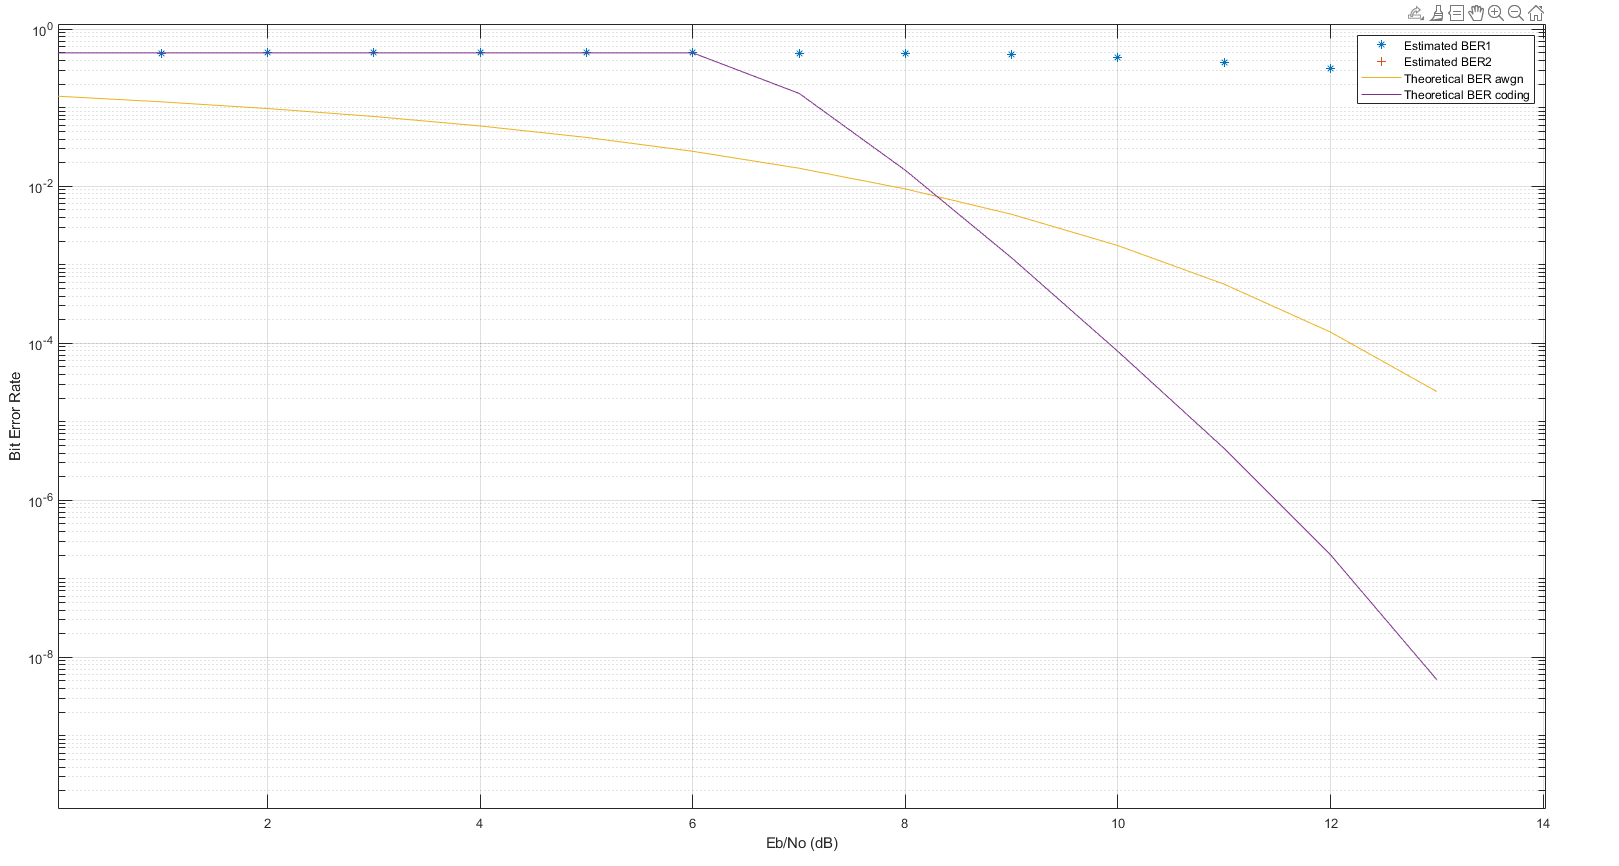 Estimated BER1
Estimated BER2
Theoretical BER awgn
Theoretical BER coding
10^0
10^-2
10^-4
10^-6
10^-8
Bit Error Rate
2 4 6 8 10 12 14
Eb/No (dB)